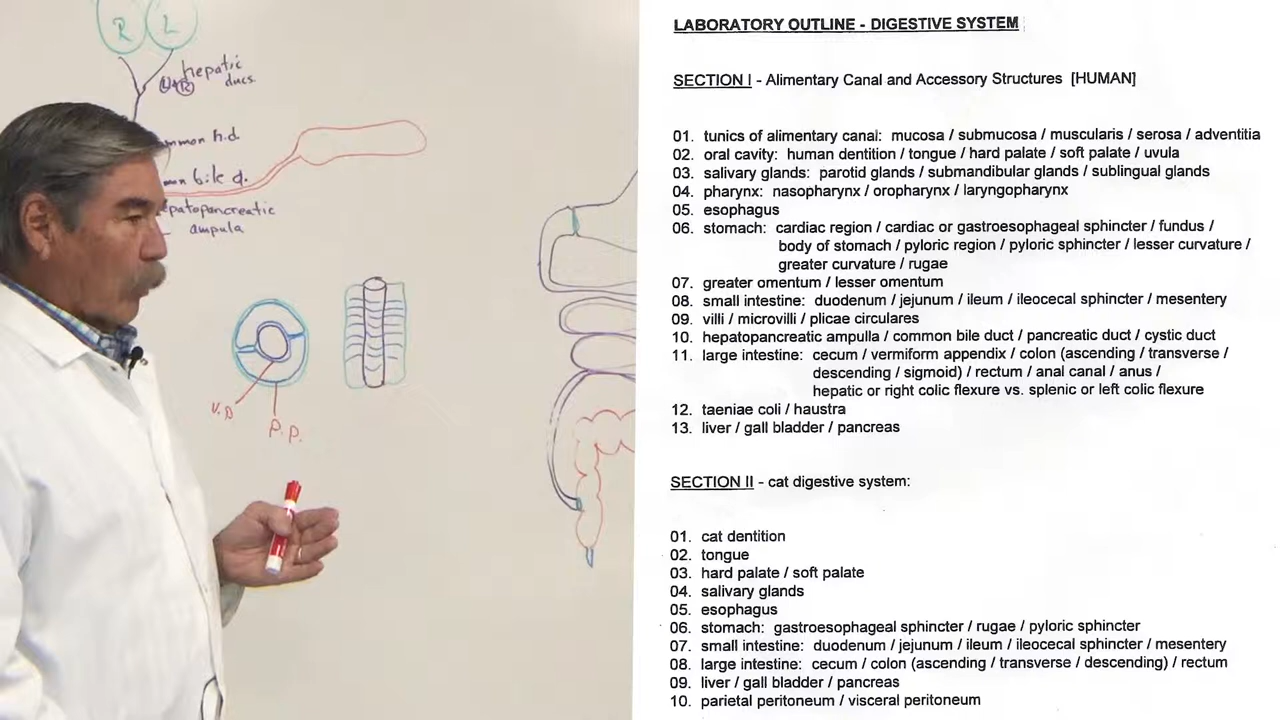 R L
hepatic
L+R ducs.
mmon h.d.
mon bile d.
epatopancreatic
ampula
V.P
P.P.
LABORATORY OUTLINE - DIGESTIVE SYSTEM
SECTION I - Alimentary Canal and Accessory Structures [HUMAN]
01. tunics of alimentary canal: mucosa / submucosa / muscularis / serosa / adventitia
02. oral cavity: human dentition / tongue / hard palate / soft palate / uvula
03. salivary glands: parotid glands / submandibular glands / sublingual glands
04. pharynx: nasopharynx / oropharynx / laryngopharynx
05. esophagus
06. stomach: cardiac region / cardiac or gastroesophageal sphincter / fundus /
body of stomach / pyloric region / pyloric sphincter / lesser curvature /
greater curvature / rugae
07. greater omentum / lesser omentum
08. small intestine: duodenum / jejunum / ileum / ileocecal sphincter / mesentery
09. villi / microvilli / plicae circulares
10. hepatopancreatic ampulla / common bile duct / pancreatic duct / cystic duct
11. large intestine: cecum / vermiform appendix / colon (ascending / transverse /
descending / sigmoid) / rectum / anal canal / anus /
hepatic or right colic flexure vs. splenic or left colic flexure
12. taeniae coli / haustra
13. liver / gall bladder / pancreas
SECTION II - cat digestive system:
01. cat dentition
02. tongue
03. hard palate / soft palate
04. salivary glands
05. esophagus
06. stomach: gastroesophageal sphincter / rugae / pyloric sphincter
07. small intestine: duodenum / jejunum / ileum / ileocecal sphincter / mesentery
08. large intestine: cecum / colon (ascending / transverse / descending) / rectum
09. liver / gall bladder / pancreas
10. parietal peritoneum / visceral peritoneum